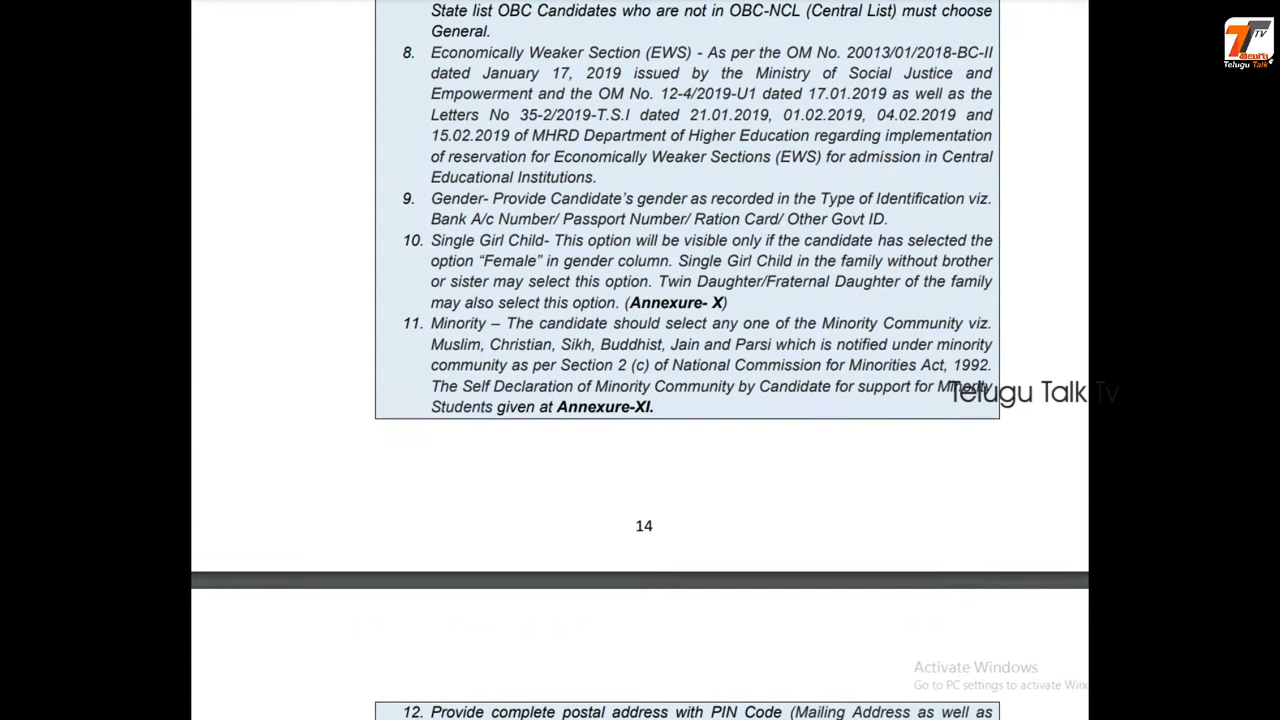 State list OBC Candidates who are not in OBC-NCL (Central List) must choose
General.
8. Economically Weaker Section (EWS) - As per the OM No. 20013/01/2018-BC-II
dated January 17, 2019 issued by the Ministry of Social Justice and
Empowerment and the OM No. 12-4/2019-U1 dated 17.01.2019 as well as the
Letters No 35-2/2019-T.S.I dated 21.01.2019, 01.02.2019, 04.02.2019 and
15.02.2019 of MHRD Department of Higher Education regarding implementation
of reservation for Economically Weaker Sections (EWS) for admission in Central
Educational Institutions.
9. Gender- Provide Candidate's gender as recorded in the Type of Identification viz.
Bank A/c Number/ Passport Number/ Ration Card/ Other Govt ID.
10. Single Girl Child- This option will be visible only if the candidate has selected the
option “Female” in gender column. Single Girl Child in the family without brother
or sister may select this option. Twin Daughter/Fraternal Daughter of the family
may also select this option. (Annexure- X)
11. Minority – The candidate should select any one of the Minority Community viz.
Muslim, Christian, Sikh, Buddhist, Jain and Parsi which is notified under minority
community as per Section 2 (c) of National Commission for Minorities Act, 1992.
The Self Declaration of Minority Community by Candidate for support for Minority
Students given at Annexure-XI.
Telugu Talk Tv
14
Activate Windows
Go to PC settings to activate Win
12. Provide complete postal address with PIN Code (Mailing Address as well as
TV
తెలుగు
Telugu Talk